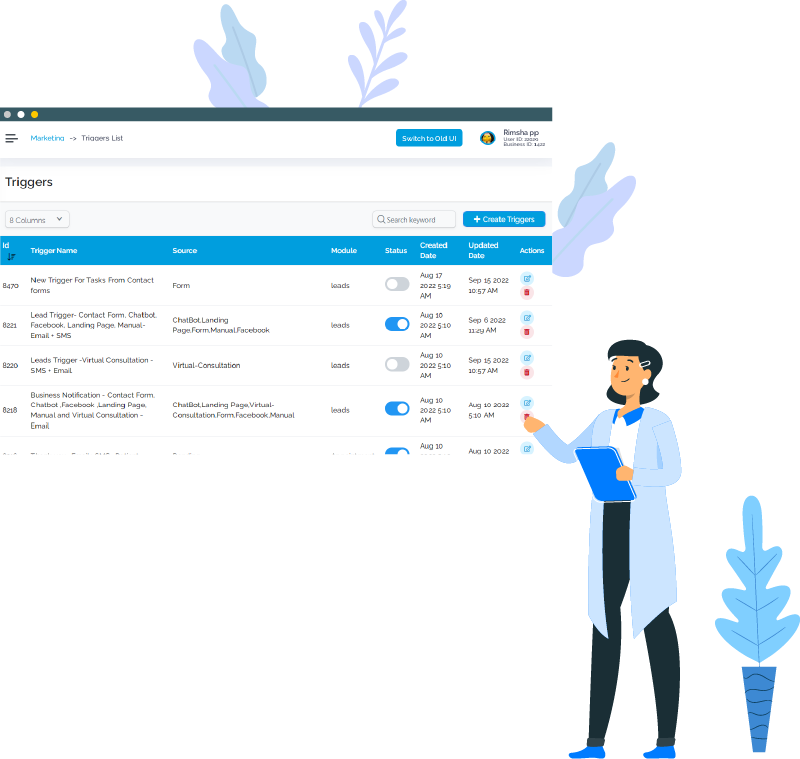 Marketing -> Triggers List
Switch to Old UI
Rimsha pp
User ID: 22020
Business ID: 1422
Triggers
8 Columns
Search keyword
+ Create Triggers
Id Trigger Name Source Module Status Created Date Updated Date Actions
8470 New Trigger For Tasks From Contact forms Form leads Aug 17 2022 5:19 AM Sep 15 2022 10:57 AM
8221 Lead Trigger- Contact Form, Chatbot, Facebook, Landing Page, Manual- Email + SMS ChatBot,Landing Page,Form,Manual,Facebook leads Aug 10 2022 5:10 AM Sep 6 2022 11:29 AM
8220 Leads Trigger -Virtual Consultation - SMS + Email Virtual-Consultation leads Aug 10 2022 5:10 AM Sep 15 2022 10:57 AM
8218 Business Notification - Contact Form, Chatbot ,Facebook ,Landing Page, Manual and Virtual Consultation - Email ChatBot,Landing Page,Virtual-Consultation,Form,Facebook,Manual leads Aug 10 2022 5:10 AM Aug 10 2022 5:10 AM
Aug 10 Aug 10 2022